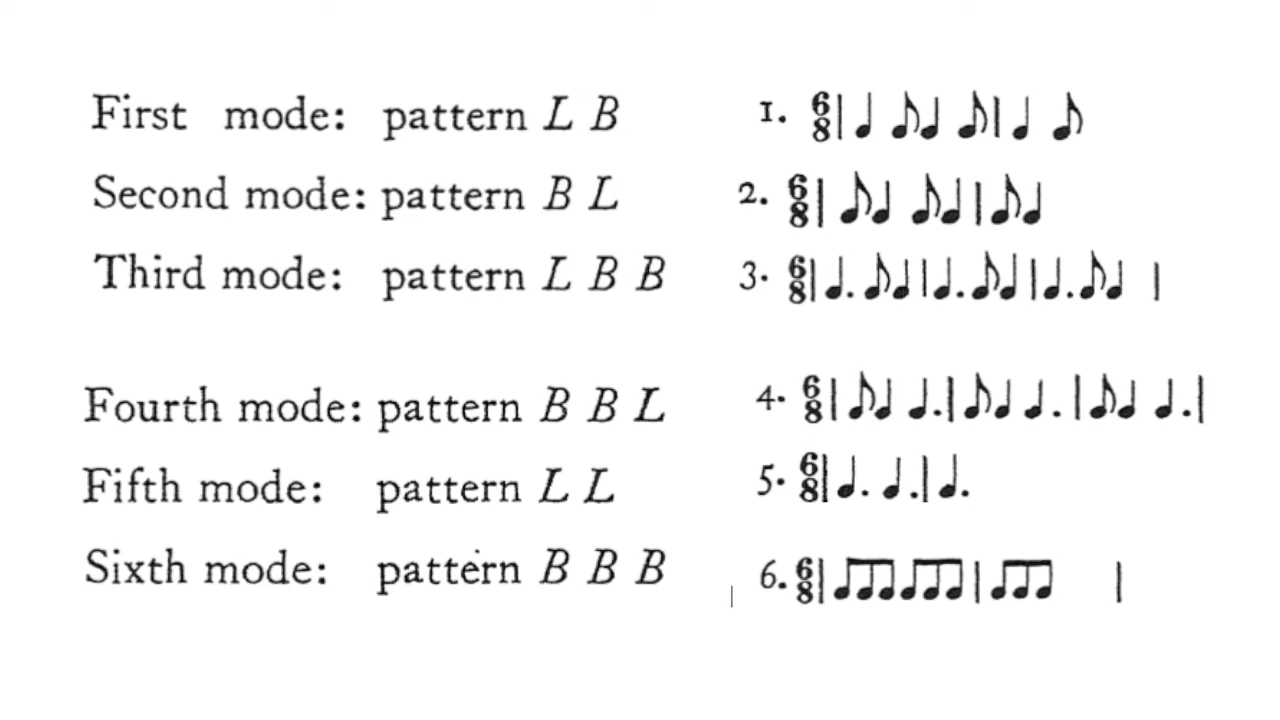 First mode: pattern L B
1. 6/8
Second mode: pattern B L
2. 6/8
Third mode: pattern L B B
3. 6/8
Fourth mode: pattern B B L
4. 6/8
Fifth mode: pattern L L
5. 6/8
Sixth mode: pattern B B B
6. 6/8